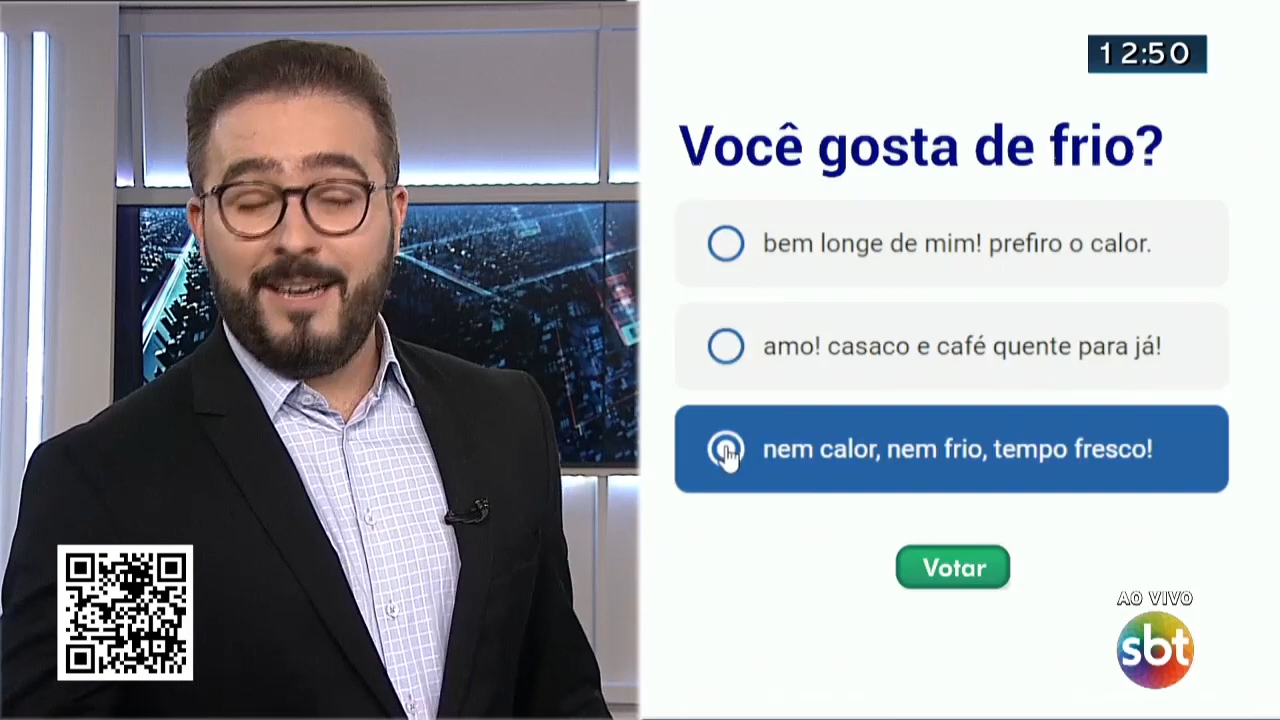 12:50
Você gosta de frio?
bem longe de mim! prefiro o calor.
amo! casaco e café quente para já!
nem calor, nem frio, tempo fresco!
Votar
AO VIVO
sbt